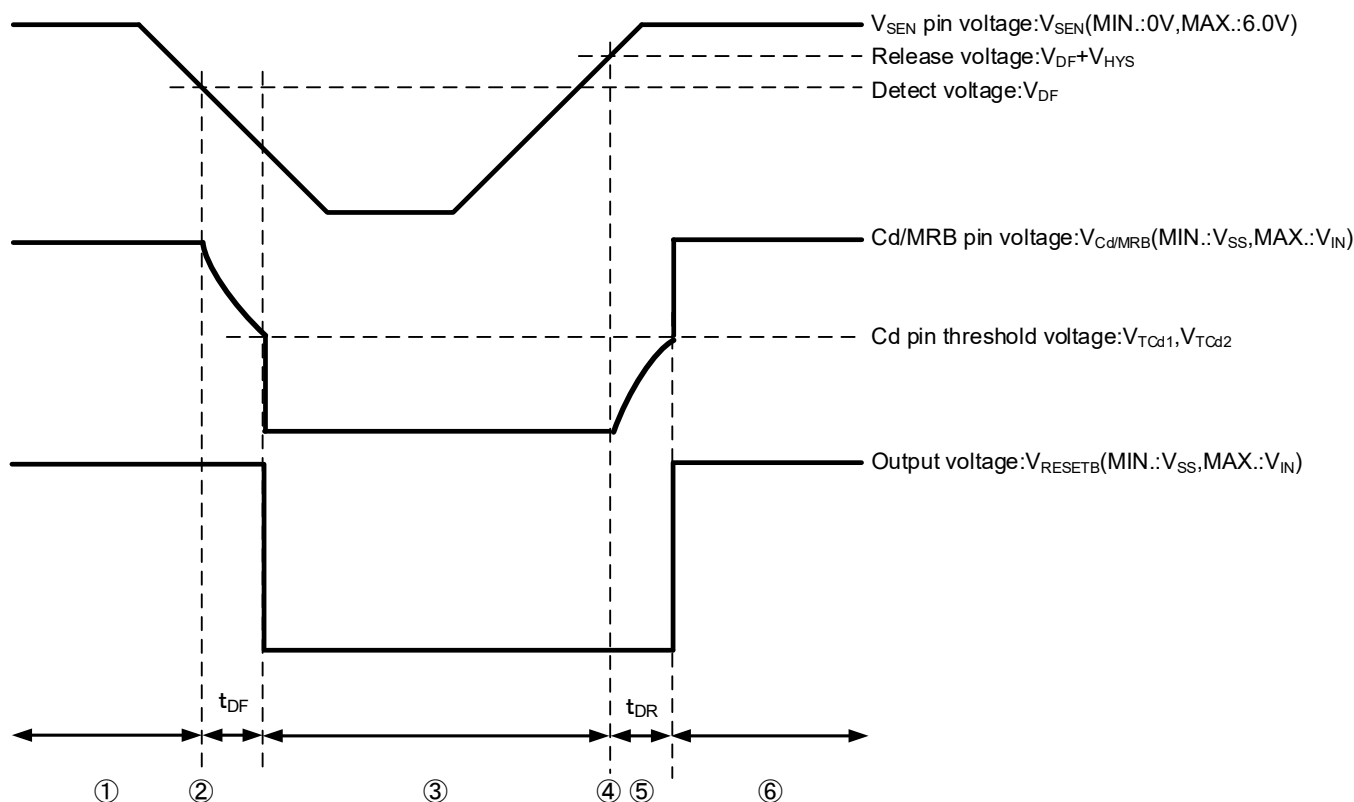 V_SEN pin voltage:V_SEN(MIN.:0V,MAX.:6.0V)
Release voltage:V_DF+V_HYS
Detect voltage:V_DF
Cd/MRB pin voltage:V_Cd/MRB(MIN.:V_SS,MAX.:V_IN)
Cd pin threshold voltage:V_TCd1,V_TCd2
Output voltage:V_RESETB(MIN.:V_SS,MAX.:V_IN)
t_DF
t_DR
① ② ③ ④ ⑤ ⑥